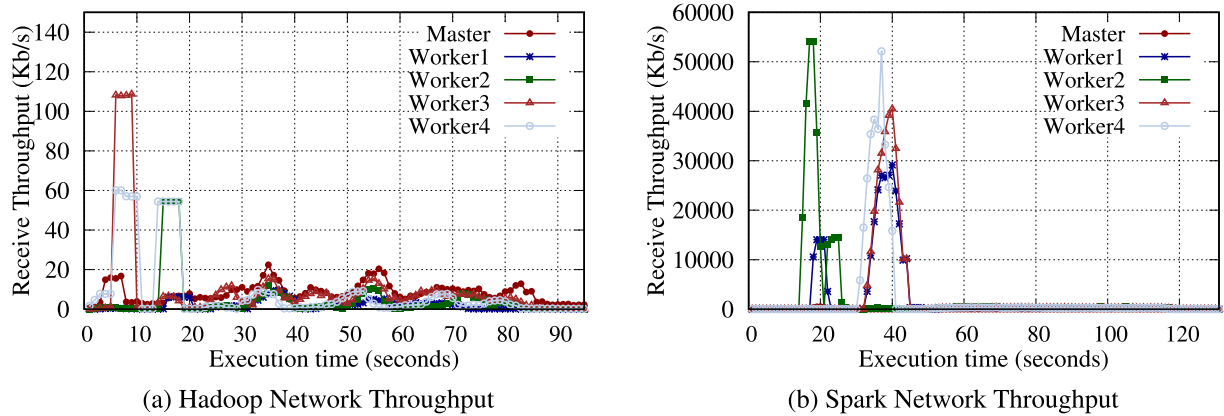 140
120
100
80
60
40
20
0
Receive Throughput (Kb/s)
Master
Worker1
Worker2
Worker3
Worker4
0 10 20 30 40 50 60 70 80 90
Execution time (seconds)
(a) Hadoop Network Throughput
60000
50000
40000
30000
20000
10000
0
Receive Throughput (Kb/s)
Master
Worker1
Worker2
Worker3
Worker4
0 20 40 60 80 100 120
Execution time (seconds)
(b) Spark Network Throughput